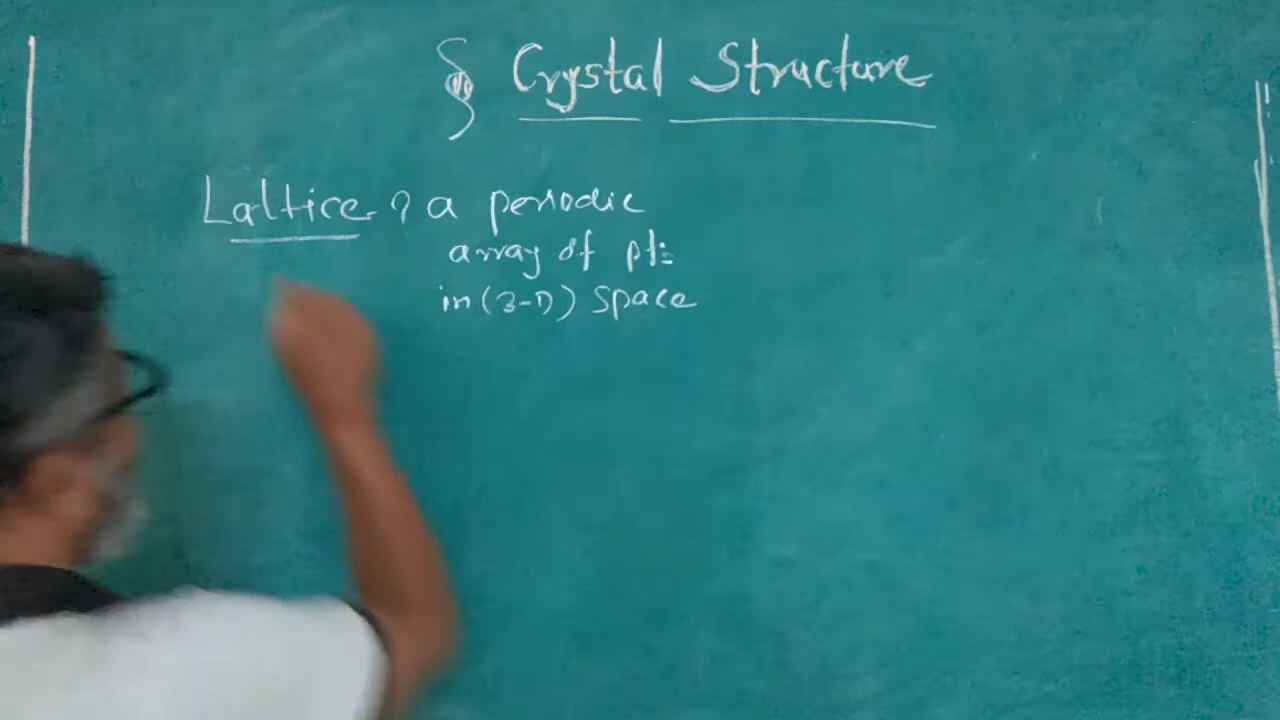 § Crystal Structure
Lattice ? a periodic
array of pts
in (3-D) Space